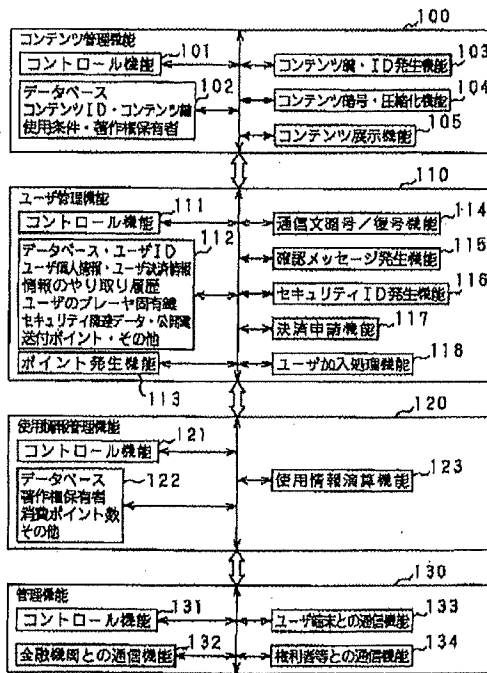 100
コンテンツ管理機能
101
コントロール機能
102
データベース
コンテンツID・コンテンツ鍵
使用条件・著作権保有者
103
コンテンツ鍵・ID発生機能
104
コンテンツ暗号・圧縮化機能
105
コンテンツ展示機能
110
ユーザ管理機能
111
コントロール機能
112
データベース・ユーザID
ユーザ個人情報・ユーザ決済情報
情報のやり取り履歴
ユーザのプレーヤ固有鍵
セキュリティ関連データ・公開鍵
送付ポイント・その他
ポイント発生機能
113
114
通信文暗号/復号機能
115
確認メッセージ発生機能
116
セキュリティID発生機能
117
決済申請機能
118
ユーザ加入処理機能
120
使用情報管理機能
121
コントロール機能
122
データベース
著作権保有者
消費ポイント数
その他
123
使用情報演算機能
130
管理機能
131
コントロール機能
132
金融機関との通信機能
133
ユーザ端末との通信機能
134
権利者等との通信機能